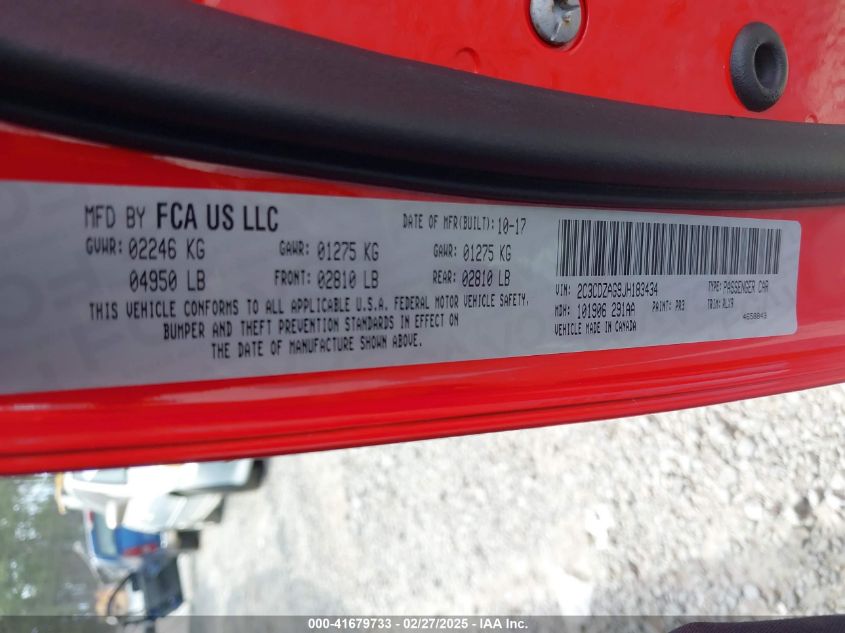 MFD BY FCA US LLC DATE OF MFR(BUILT): 10-17
GVWR: 02246 KG GAWR: 01275 KG GAWR: 01275 KG
04950 LB FRONT: 02810 LB REAR: 02810 LB
THIS VEHICLE CONFORMS TO ALL APPLICABLE U.S.A. FEDERAL MOTOR VEHICLE SAFETY,
BUMPER AND THEFT PREVENTION STANDARDS IN EFFECT ON
THE DATE OF MANUFACTURE SHOWN ABOVE.
VIN: 2C3CDZAG9JH183434 TYPE: PASSENGER CAR
MDH: 101906 291AA PAINT: PR3 TRIM: RLXR
VEHICLE MADE IN CANADA 4658843
000-41679733 - 02/27/2025 - IAA Inc.